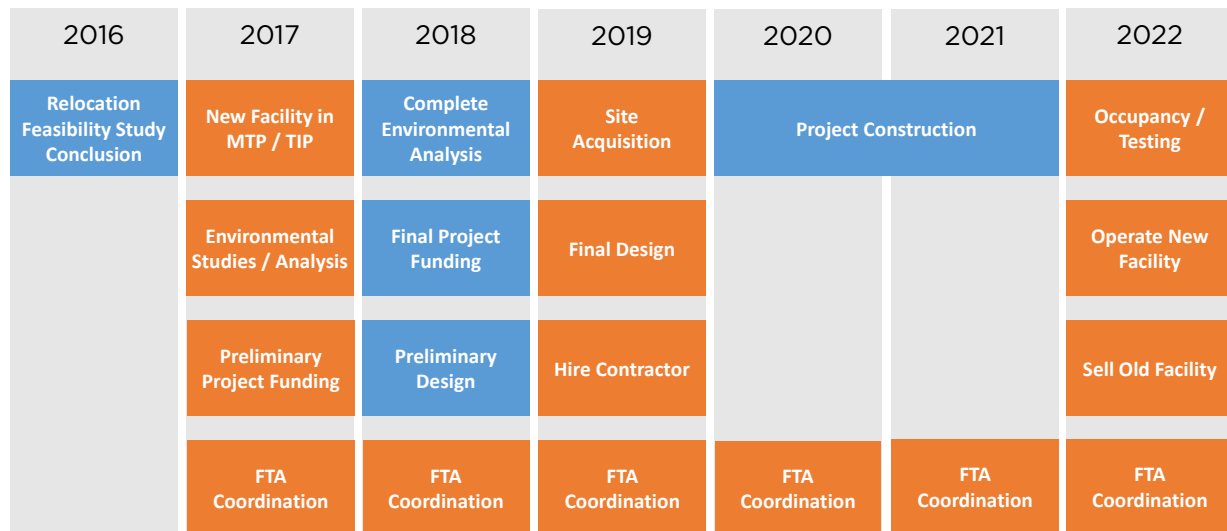 2016
2017
2018
2019
2020
2021
2022
Relocation
Feasibility Study
Conclusion
New Facility in
MTP / TIP
Complete
Environmental
Analysis
Site
Acquisition
Project Construction
Occupancy /
Testing
Environmental
Studies / Analysis
Final Project
Funding
Final Design
Operate New
Facility
Preliminary
Project Funding
Preliminary
Design
Hire Contractor
Sell Old Facility
FTA
Coordination
FTA
Coordination
FTA
Coordination
FTA
Coordination
FTA
Coordination
FTA
Coordination